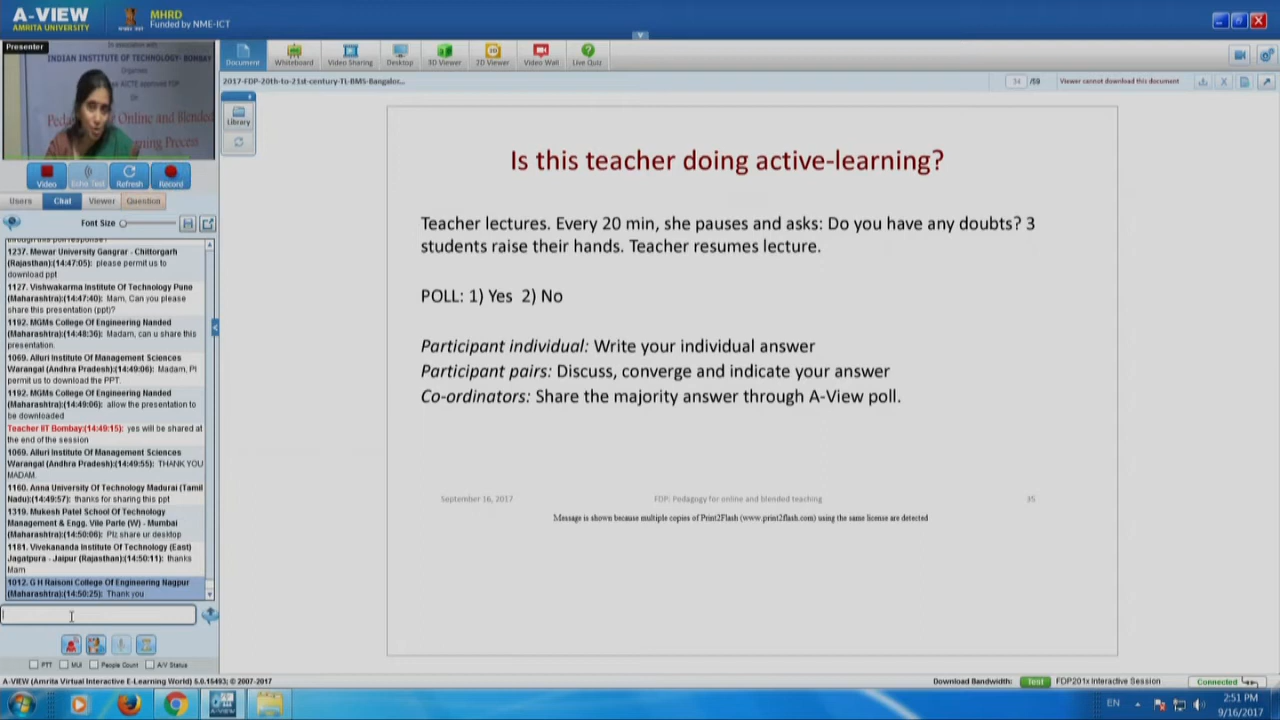 A-VIEW
AMRITA UNIVERSITY
MHRD
Funded by NME-ICT
Presenter
INDIAN INSTITUTE OF TECHNOLOGY- BOMBAY
Document
Whiteboard
Video Sharing
Desktop
3D Viewer
2D Viewer
Video Wall
Live Quiz
2017-FDP-20th-to-21st-century-TL-BMS-Bangalor...
34 /59
Viewer cannot download this document
Library
Video
Echo Test
Refresh
Record
Users
Chat
Viewer
Question
Font Size
through this poll response?
1237. Mewar University Gangrar - Chittorgarh
(Rajasthan):(14:47:05): please permit us to
download ppt
1127. Vishwakarma Institute Of Technology Pune
(Maharashtra):(14:47:40): Mam, Can you please
share this presentation (ppt)?
1192. MGMs College Of Engineering Nanded
(Maharashtra):(14:48:36): Madam, can u share this
presentation.
1069. Alluri Institute Of Management Sciences
Warangal (Andhra Pradesh):(14:49:06): Madam, Pl
permit us to download the PPT.
1192. MGMs College Of Engineering Nanded
(Maharashtra):(14:49:06): allow the presentation to
be downloaded
Teacher IIT Bombay:(14:49:15): yes will be shared at
the end of the session
1069. Alluri Institute Of Management Sciences
Warangal (Andhra Pradesh):(14:49:55): THANK YOU
MADAM.
1160. Anna University Of Technology Madurai (Tamil
Nadu):(14:49:57): thanks for sharing this ppt
1319. Mukesh Patel School Of Technology
Management & Engg. Vile Parle (W) - Mumbai
(Maharashtra):(14:50:06): Plz share ur desktop
1181. Vivekananda Institute Of Technology (East)
Jagatpura - Jaipur (Rajasthan):(14:50:11): thanks
Mam
1012. G H Raisoni College Of Engineering Nagpur
(Maharashtra):(14:50:25): Thank you
PTT
MUI
People Count
A/V Status
Is this teacher doing active-learning?
Teacher lectures. Every 20 min, she pauses and asks: Do you have any doubts? 3
students raise their hands. Teacher resumes lecture.
POLL: 1) Yes 2) No
Participant individual: Write your individual answer
Participant pairs: Discuss, converge and indicate your answer
Co-ordinators: Share the majority answer through A-View poll.
September 16, 2017
FDP: Pedagogy for online and blended teaching
35
Message is shown because multiple copies of Print2Flash (www.print2flash.com) using the same license are detected
A-VIEW (Amrita Virtual Interactive E-Learning World) 5.0.15493; © 2007-2017
Download Bandwidth:
Test
FDP201x Interactive Session
Connected
EN
2:51 PM
9/16/2017